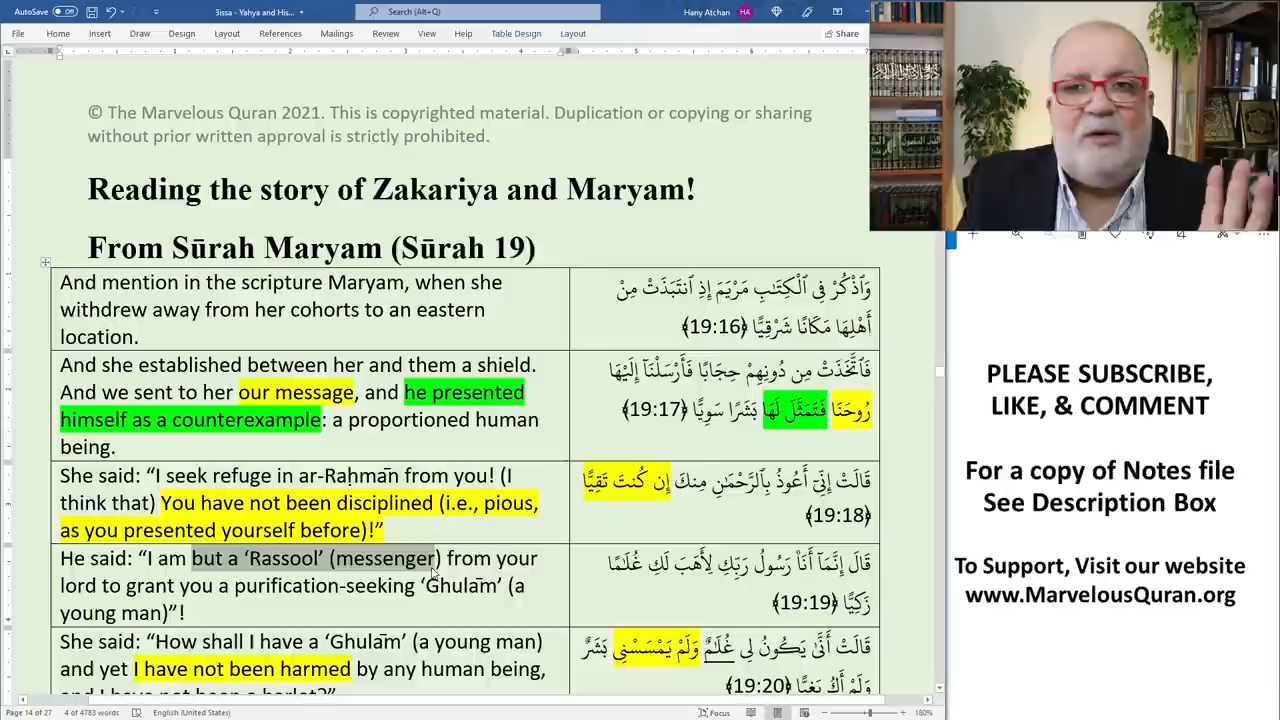 AutoSave Off
3issa - Yahya and His...
Search (Alt+Q)
Hany Atchan HA
File Home Insert Draw Design Layout References Mailings Review View Help Table Design Layout Share
© The Marvelous Quran 2021. This is copyrighted material. Duplication or copying or sharing
without prior written approval is strictly prohibited.
Reading the story of Zakariya and Maryam!
From Sūrah Maryam (Sūrah 19)
And mention in the scripture Maryam, when she
withdrew away from her cohorts to an eastern
location.
وَٱذْكُرْ فِى ٱلْكِتَـٰبِ مَرْيَمَ إِذِ ٱنتَبَذَتْ مِنْ
أَهْلِهَا مَكَانًا شَرْقِيًّا ﴿19:16﴾
And she established between her and them a shield.
And we sent to her our message, and he presented
himself as a counterexample: a proportioned human
being.
فَٱتَّخَذَتْ مِن دُونِهِمْ حِجَابًا فَأَرْسَلْنَآ إِلَيْهَا
رُوحَنَا فَتَمَثَّلَ لَهَا بَشَرًا سَوِيًّا ﴿19:17﴾
She said: “I seek refuge in ar-Raḥmān from you! (I
think that) You have not been disciplined (i.e., pious,
as you presented yourself before)!”
قَالَتْ إِنِّىٓ أَعُوذُ بِٱلرَّحْمَـٰنِ مِنكَ إِن كُنتَ تَقِيًّا
﴿19:18﴾
He said: “I am but a ‘Rassool’ (messenger) from your
lord to grant you a purification-seeking ‘Ghulām’ (a
young man)”!
قَالَ إِنَّمَآ أَنَا۠ رَسُولُ رَبِّكِ لِأَهَبَ لَكِ غُلَـٰمًا
زَكِيًّا ﴿19:19﴾
She said: “How shall I have a ‘Ghulām’ (a young man)
and yet I have not been harmed by any human being,
and I have not been a harlot?”
قَالَتْ أَنَّىٰ يَكُونُ لِى غُلَـٰمٌ وَلَمْ يَمْسَسْنِى بَشَرٌ
وَلَمْ أَكُ بَغِيًّا ﴿19:20﴾
PLEASE SUBSCRIBE,
LIKE, & COMMENT
For a copy of Notes file
See Description Box
To Support, Visit our website
www.MarvelousQuran.org
Page 14 of 27 4 of 4783 words English (United States) Focus 180%